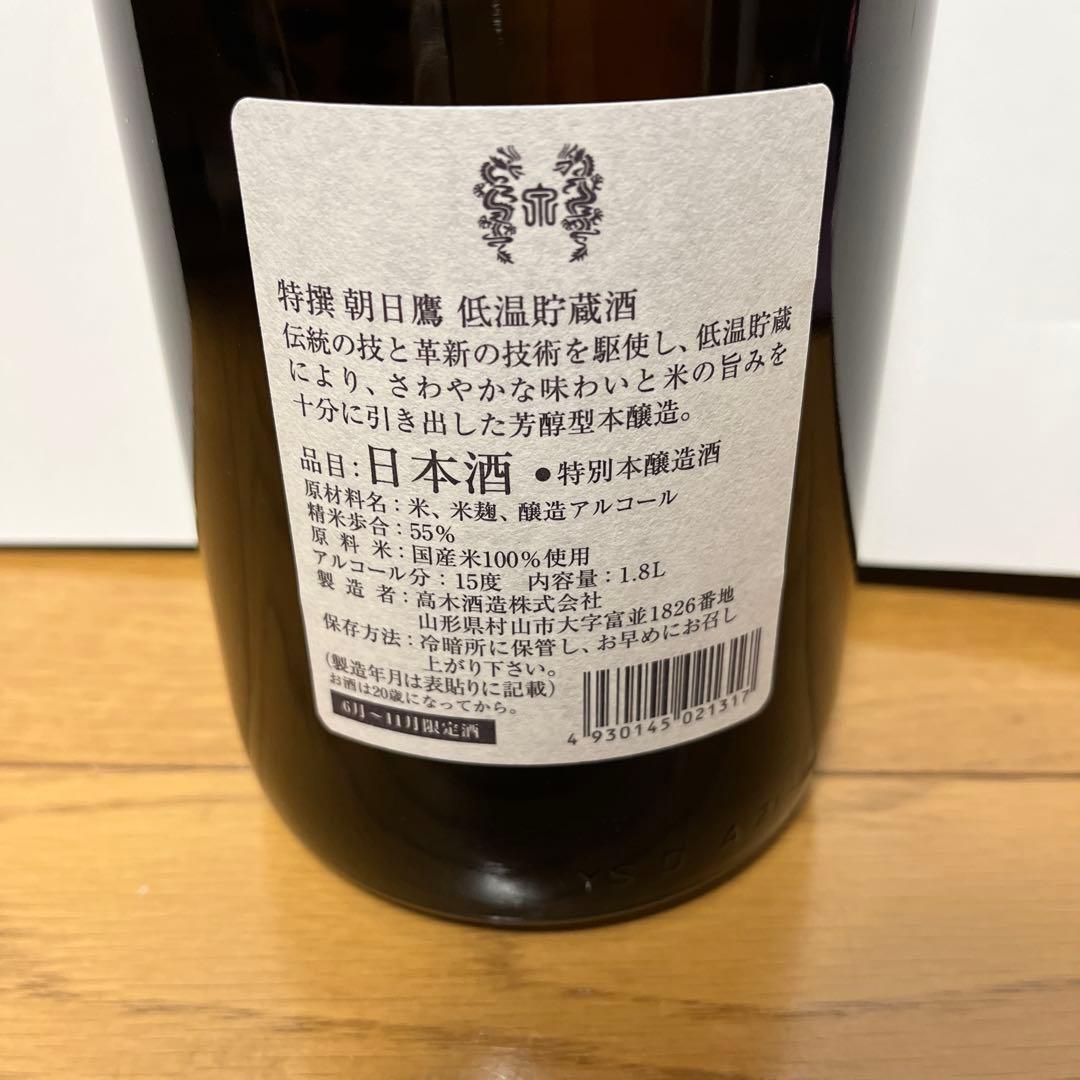 特撰 朝日鷹 低温貯蔵酒
伝統の技と革新の技術を駆使し、低温貯蔵
により、さわやかな味わいと米の旨みを
十分に引き出した芳醇型本醸造。
品目：日本酒 ●特別本醸造酒
原材料名：米、米麹、醸造アルコール
精米歩合：55%
原料米：国産米100%使用
アルコール分：15度 内容量：1.8L
製造者：高木酒造株式会社
山形県村山市大字富並1826番地
保存方法：冷暗所に保管し、お早めにお召し
上がり下さい。
(製造年月は表貼りに記載)
お酒は20歳になってから。
6月～11月限定酒
4 930145 021317